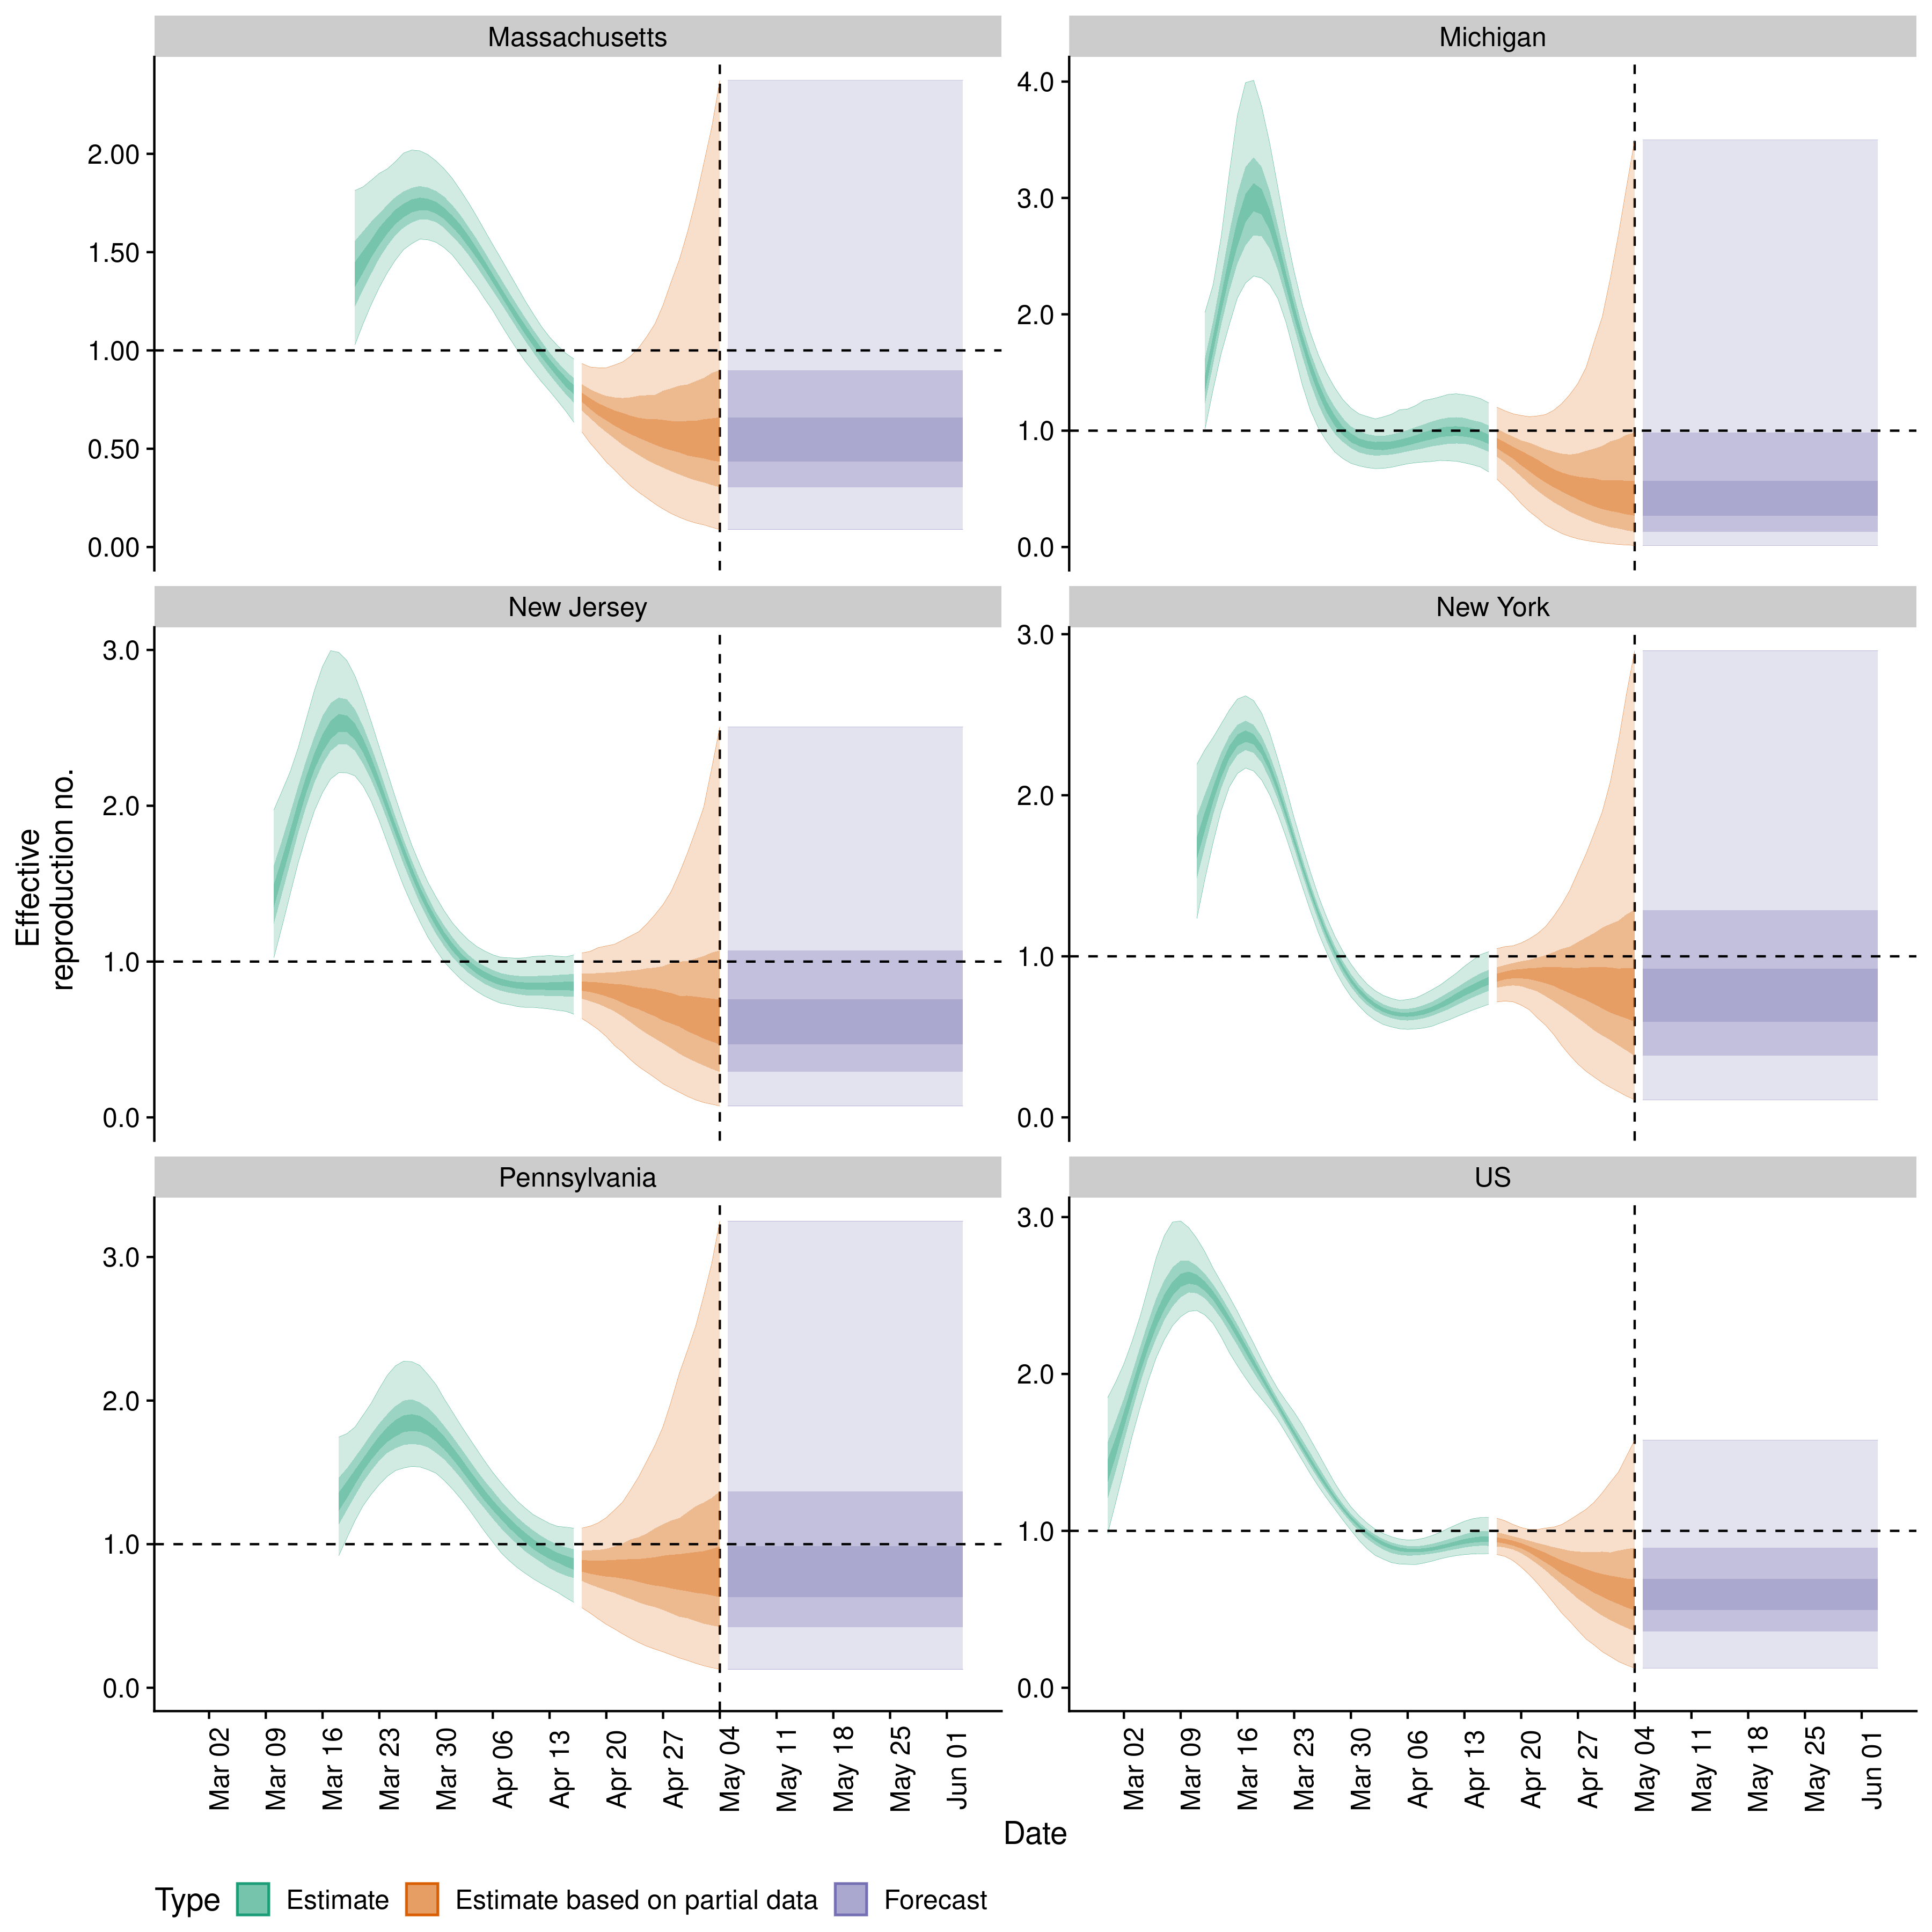 Massachusetts
Michigan
2.00
1.50
1.00
0.50
0.00
4.0
3.0
2.0
1.0
0.0
New Jersey
New York
3.0
2.0
1.0
0.0
3.0
2.0
1.0
0.0
Pennsylvania
US
3.0
2.0
1.0
0.0
3.0
2.0
1.0
0.0
Effective
reproduction no.
Mar 02
Mar 09
Mar 16
Mar 23
Mar 30
Apr 06
Apr 13
Apr 20
Apr 27
May 04
May 11
May 18
May 25
Jun 01
Mar 02
Mar 09
Mar 16
Mar 23
Mar 30
Apr 06
Apr 13
Apr 20
Apr 27
May 04
May 11
May 18
May 25
Jun 01
Date
Type Estimate Estimate based on partial data Forecast